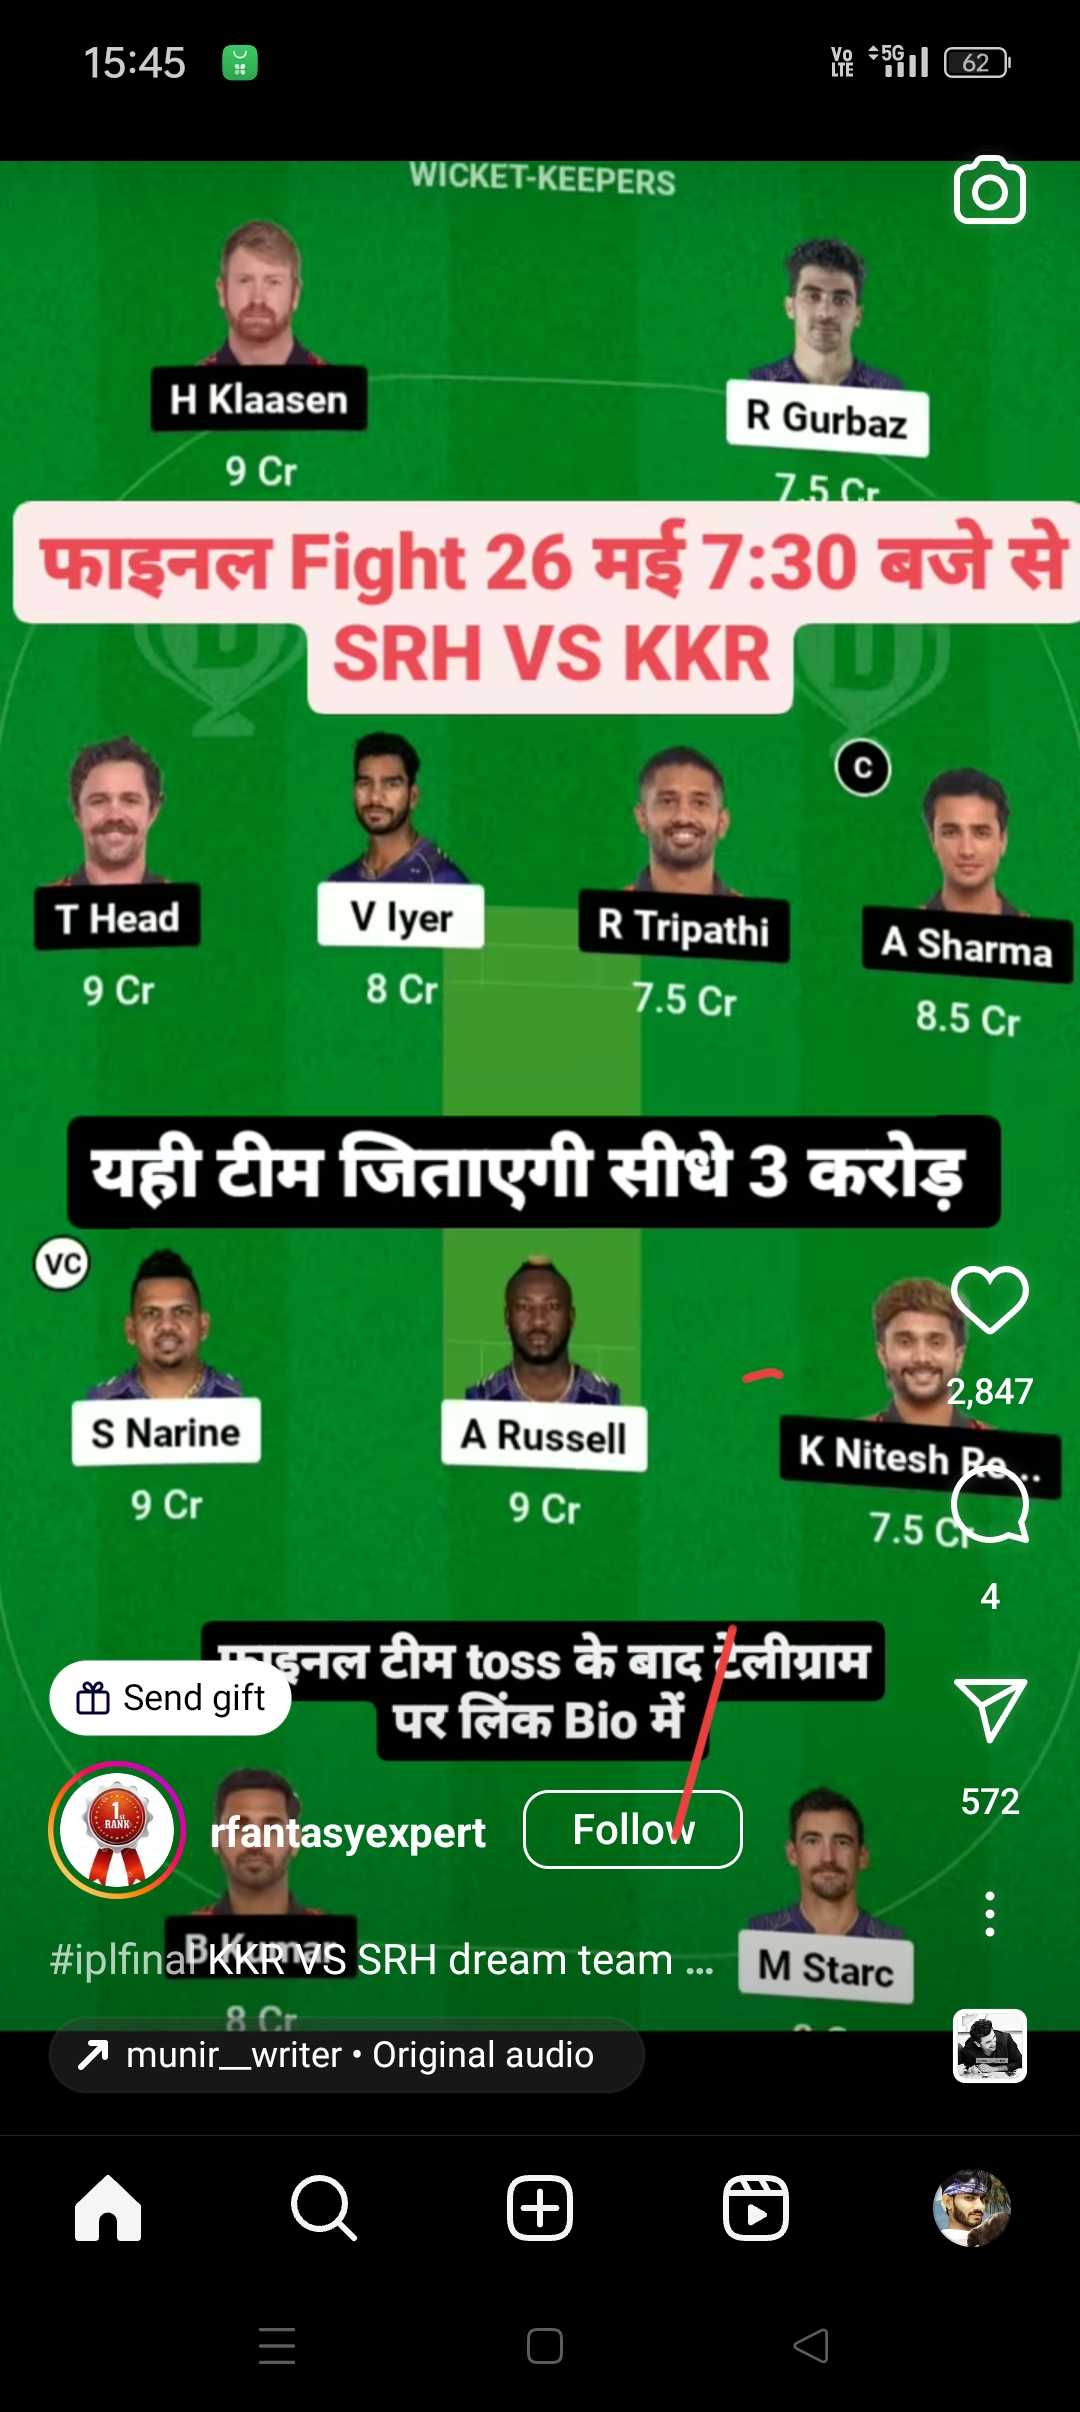 15:45
Vo LTE 5G 62
WICKET-KEEPERS
H Klaasen
R Gurbaz
9 Cr
7.5 Cr
फाइनल Fight 26 मई 7:30 बजे से
SRH VS KKR
C
T Head
V Iyer
R Tripathi
A Sharma
9 Cr
8 Cr
7.5 Cr
8.5 Cr
यही टीम जिताएगी सीधे 3 करोड़
VC
2,847
S Narine
A Russell
K Nitesh Re...
9 Cr
9 Cr
7.5 Cr
4
फाइनल टीम toss के बाद टेलीग्राम
पर लिंक Bio में
Send gift
572
1st RANK
rfantasyexpert
Follow
B Kumar
M Starc
#iplfinal KKR VS SRH dream team ...
8 Cr
munir__writer • Original audio